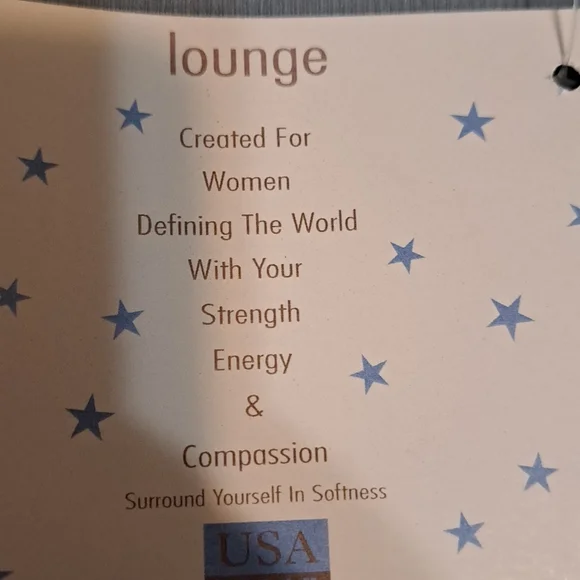 lounge
Created For
Women
Defining The World
With Your
Strength
Energy
&
Compassion
Surround Yourself In Softness
USA